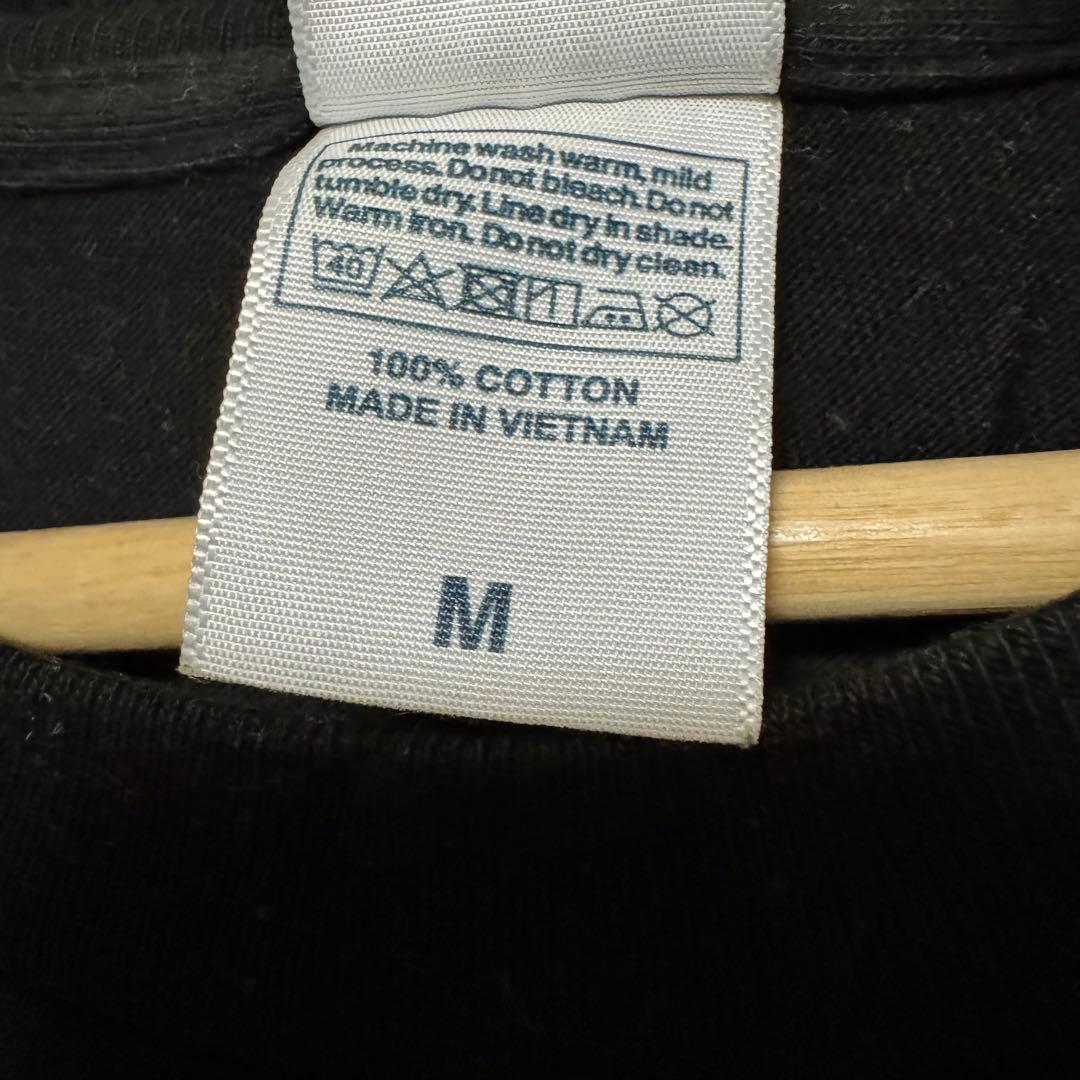 Machine wash warm, mild
process. Do not bleach. Do not
tumble dry. Line dry in shade.
Warm iron. Do not dry clean.
40
100% COTTON
MADE IN VIETNAM
M